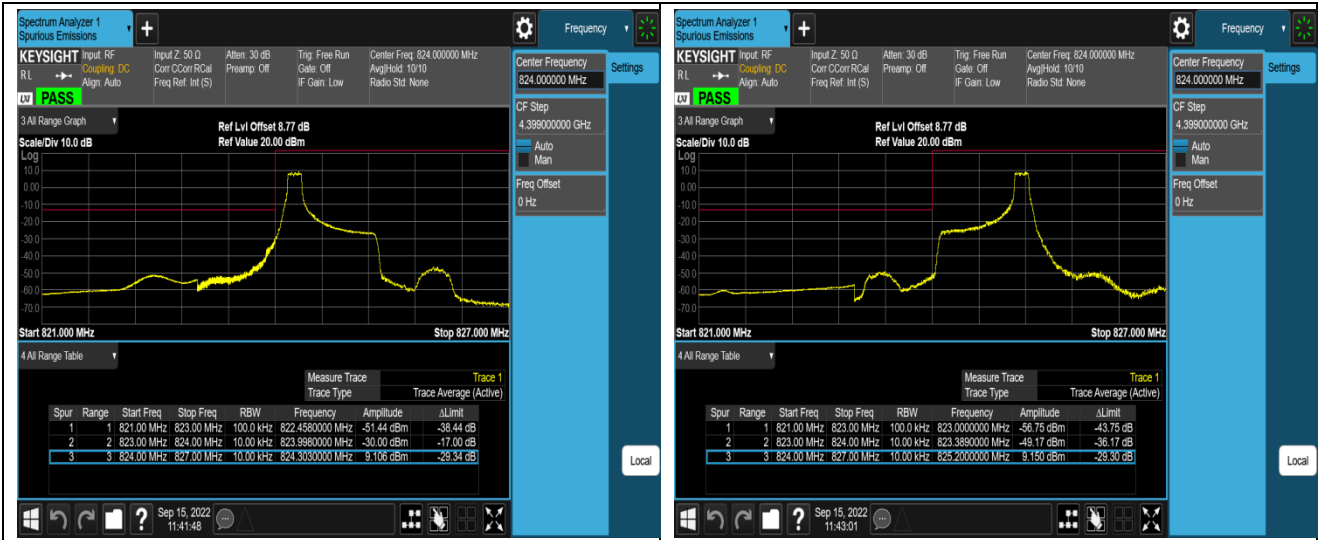 Spectrum Analyzer 1
Spurious Emissions
+
Frequency
KEYSIGHT Input: RF Input Z: 50 Ω Atten: 30 dB Trig: Free Run Center Freq: 824.000000 MHz
RL Coupling: DC Corr CCorr RCal Preamp: Off Gate: Off Avg|Hold: 10/10
Align: Auto Freq Ref: Int (S) IF Gain: Low Radio Std: None
LXI PASS
Center Frequency
824.000000 MHz
Settings
CF Step
4.399000000 GHz
Auto
Man
Freq Offset
0 Hz
3 All Range Graph
Ref Lvl Offset 8.77 dB
Scale/Div 10.0 dB Ref Value 20.00 dBm
Log
10.0
0.00
-10.0
-20.0
-30.0
-40.0
-50.0
-60.0
-70.0
Start 821.000 MHz Stop 827.000 MHz
4 All Range Table
Measure Trace Trace 1
Trace Type Trace Average (Active)
Spur Range Start Freq Stop Freq RBW Frequency Amplitude ΔLimit
1 1 821.00 MHz 823.00 MHz 100.0 kHz 822.4580000 MHz -51.44 dBm -38.44 dB
2 2 823.00 MHz 824.00 MHz 10.00 kHz 823.9980000 MHz -30.00 dBm -17.00 dB
3 3 824.00 MHz 827.00 MHz 10.00 kHz 824.3030000 MHz 9.106 dBm -29.34 dB
Local
?
Sep 15, 2022
11:41:48
Spectrum Analyzer 1
Spurious Emissions
+
Frequency
KEYSIGHT Input: RF Input Z: 50 Ω Atten: 30 dB Trig: Free Run Center Freq: 824.000000 MHz
RL Coupling: DC Corr CCorr RCal Preamp: Off Gate: Off Avg|Hold: 10/10
Align: Auto Freq Ref: Int (S) IF Gain: Low Radio Std: None
LXI PASS
Center Frequency
824.000000 MHz
Settings
CF Step
4.399000000 GHz
Auto
Man
Freq Offset
0 Hz
3 All Range Graph
Ref Lvl Offset 8.77 dB
Scale/Div 10.0 dB Ref Value 20.00 dBm
Log
10.0
0.00
-10.0
-20.0
-30.0
-40.0
-50.0
-60.0
-70.0
Start 821.000 MHz Stop 827.000 MHz
4 All Range Table
Measure Trace Trace 1
Trace Type Trace Average (Active)
Spur Range Start Freq Stop Freq RBW Frequency Amplitude ΔLimit
1 1 821.00 MHz 823.00 MHz 100.0 kHz 823.0000000 MHz -56.75 dBm -43.75 dB
2 2 823.00 MHz 824.00 MHz 10.00 kHz 823.3890000 MHz -49.17 dBm -36.17 dB
3 3 824.00 MHz 827.00 MHz 10.00 kHz 825.2000000 MHz 9.150 dBm -29.30 dB
Local
?
Sep 15, 2022
11:43:01